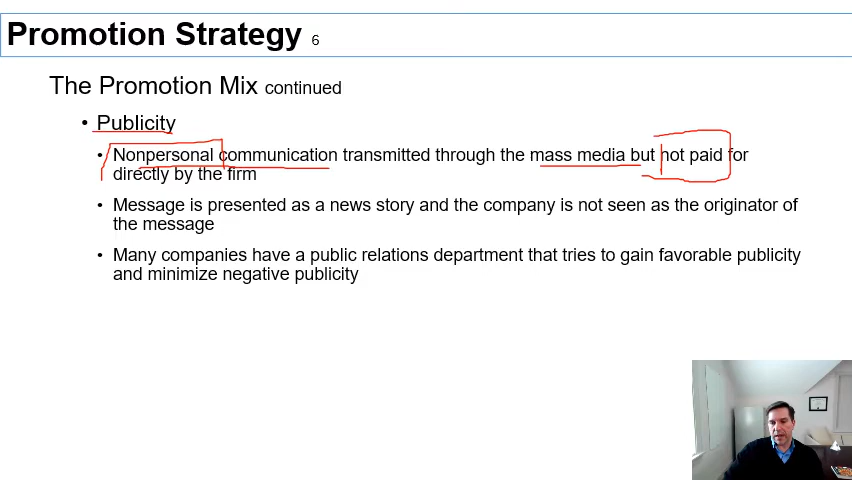 Promotion Strategy 6
The Promotion Mix continued
• Publicity
• Nonpersonal communication transmitted through the mass media but not paid for
directly by the firm
• Message is presented as a news story and the company is not seen as the originator of
the message
• Many companies have a public relations department that tries to gain favorable publicity
and minimize negative publicity